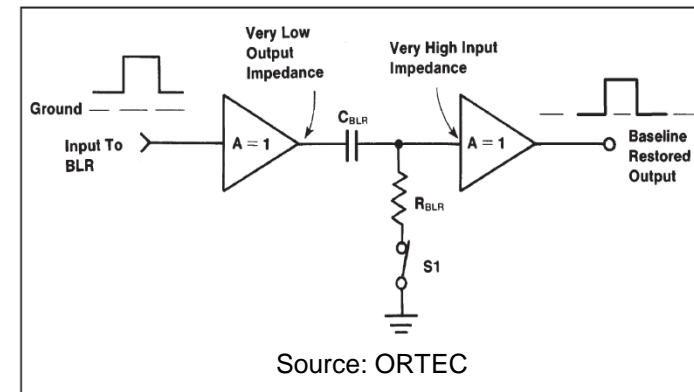 Very Low
Output
Impedance
Very High Input
Impedance
Ground
Input To
BLR
A = 1
C_BLR
A = 1
Baseline
Restored
Output
R_BLR
S1
Source: ORTEC